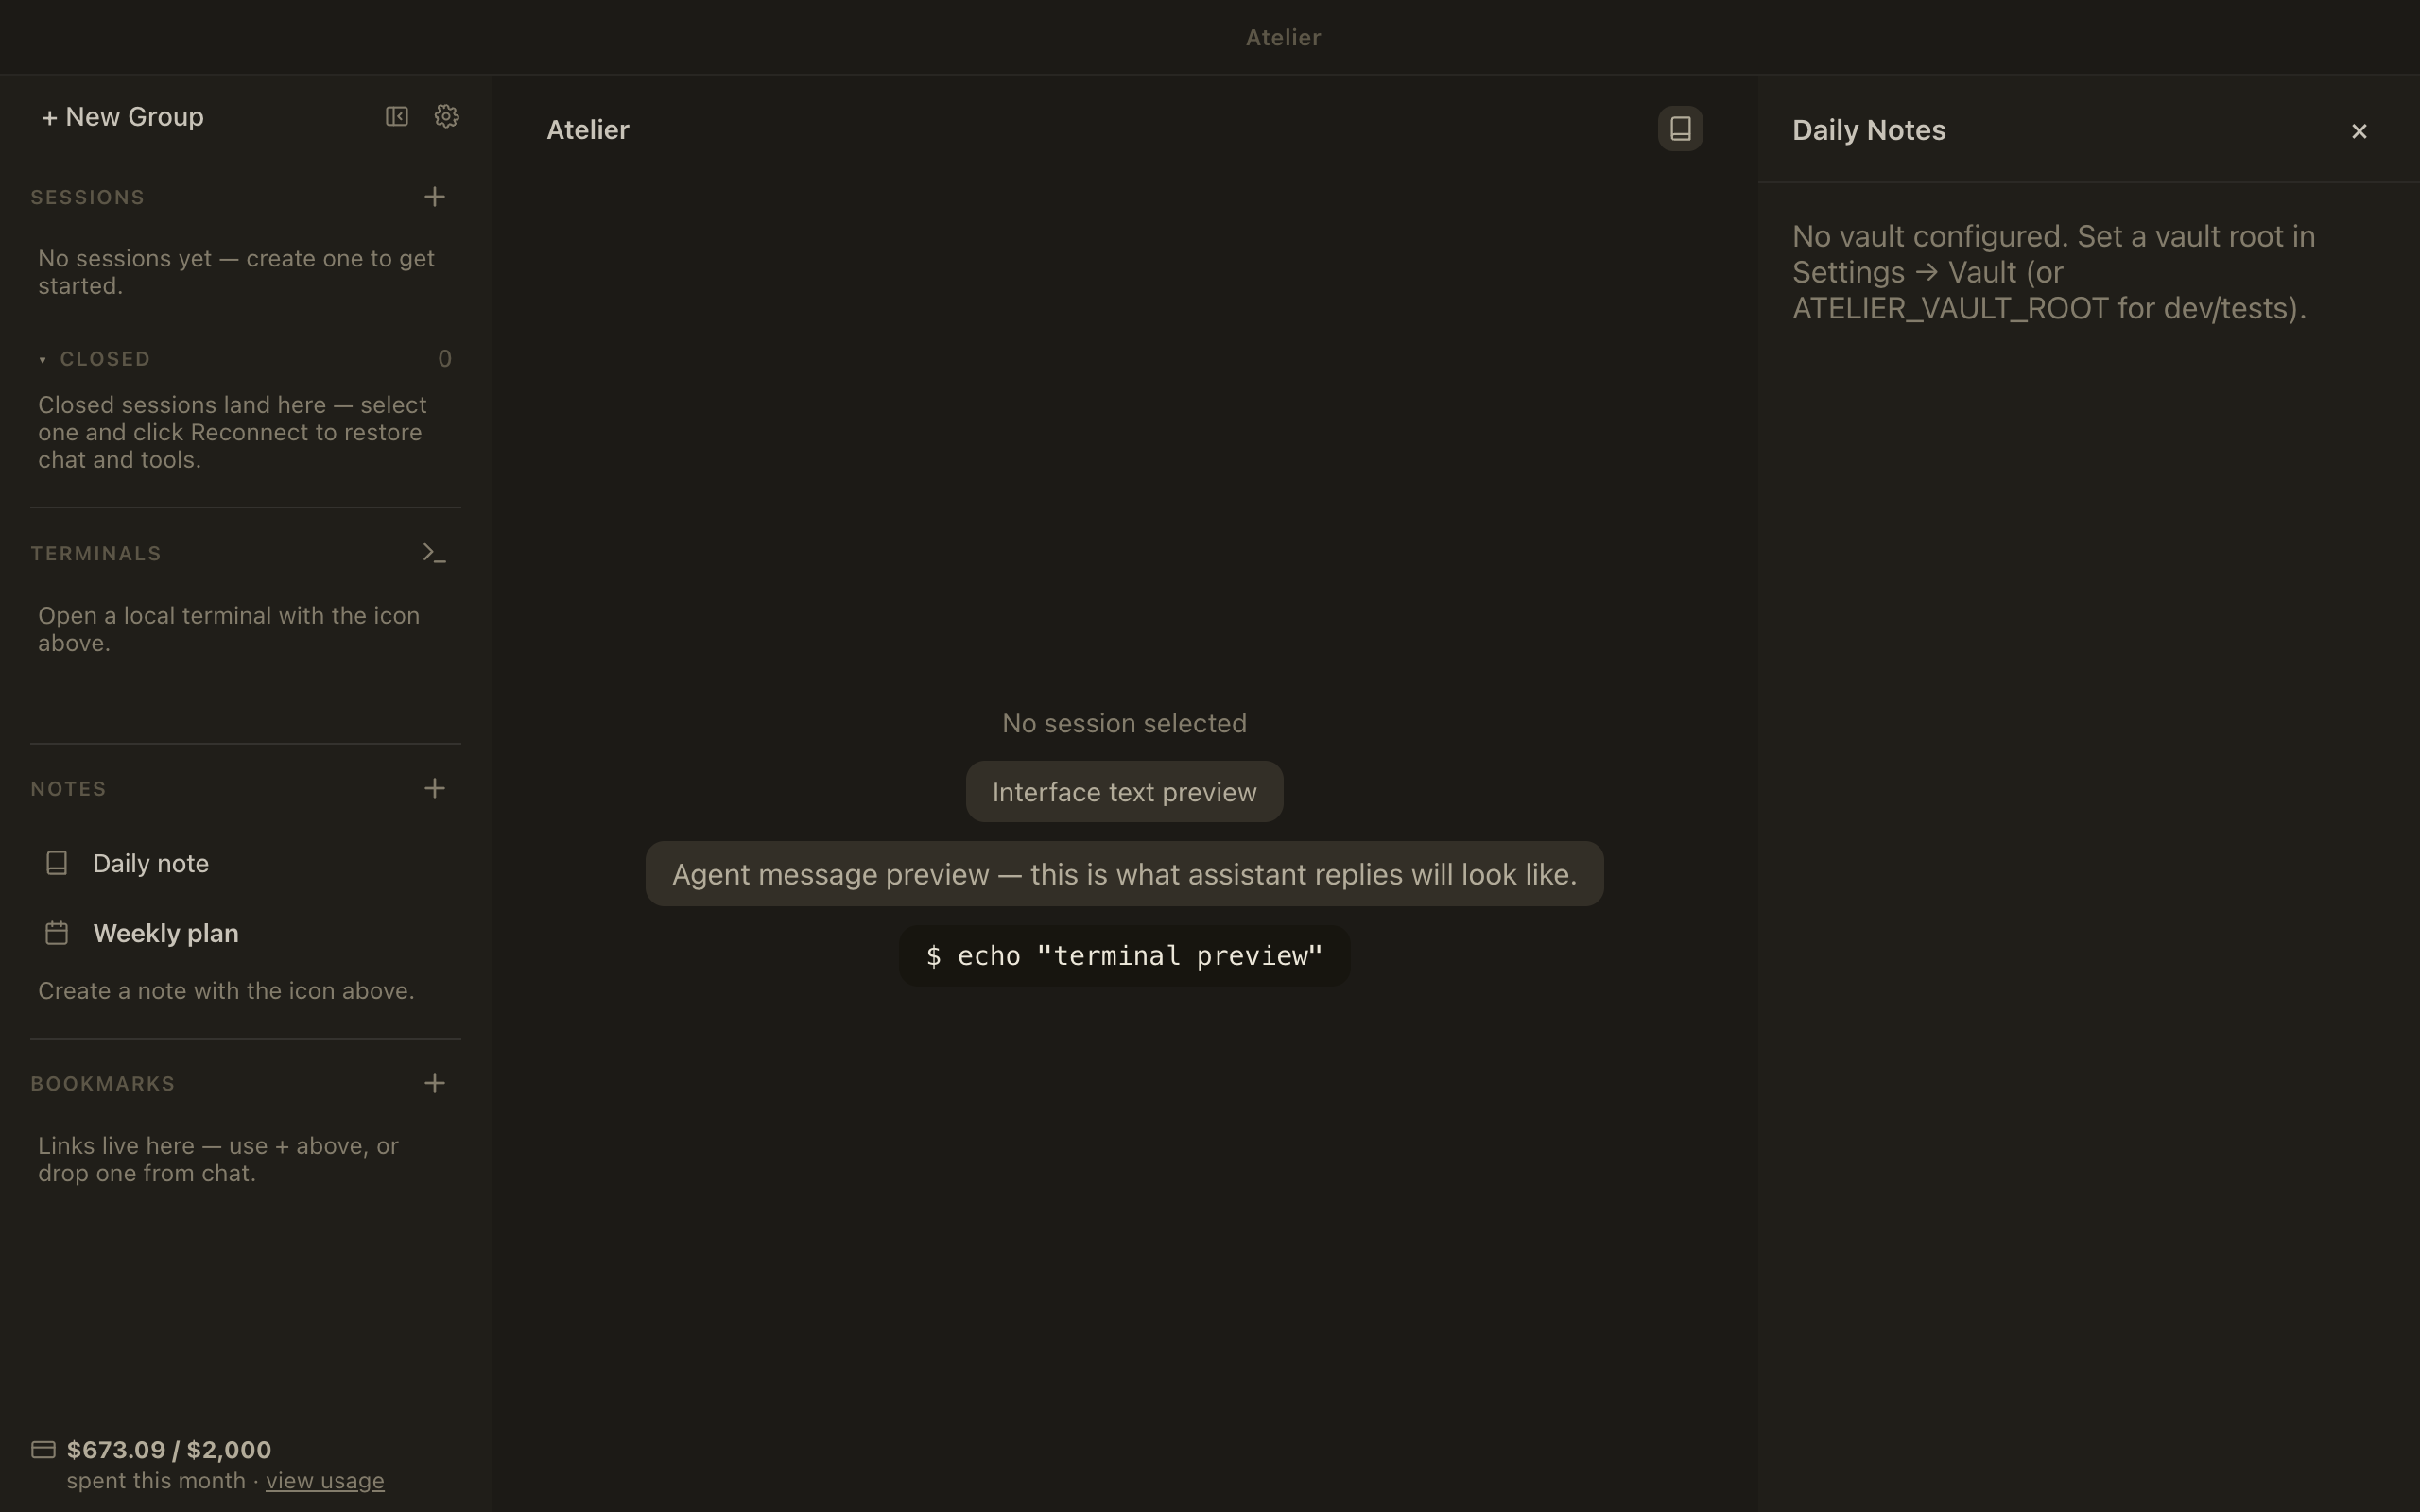 Atelier
+ New Group
SESSIONS
No sessions yet — create one to get
started.
▾ CLOSED 0
Closed sessions land here — select
one and click Reconnect to restore
chat and tools.
TERMINALS
Open a local terminal with the icon
above.
NOTES
Daily note
Weekly plan
Create a note with the icon above.
BOOKMARKS
Links live here — use + above, or
drop one from chat.
$673.09 / $2,000
spent this month · view usage
Atelier
No session selected
Interface text preview
Agent message preview — this is what assistant replies will look like.
$ echo "terminal preview"
Daily Notes
No vault configured. Set a vault root in
Settings → Vault (or
ATELIER_VAULT_ROOT for dev/tests).